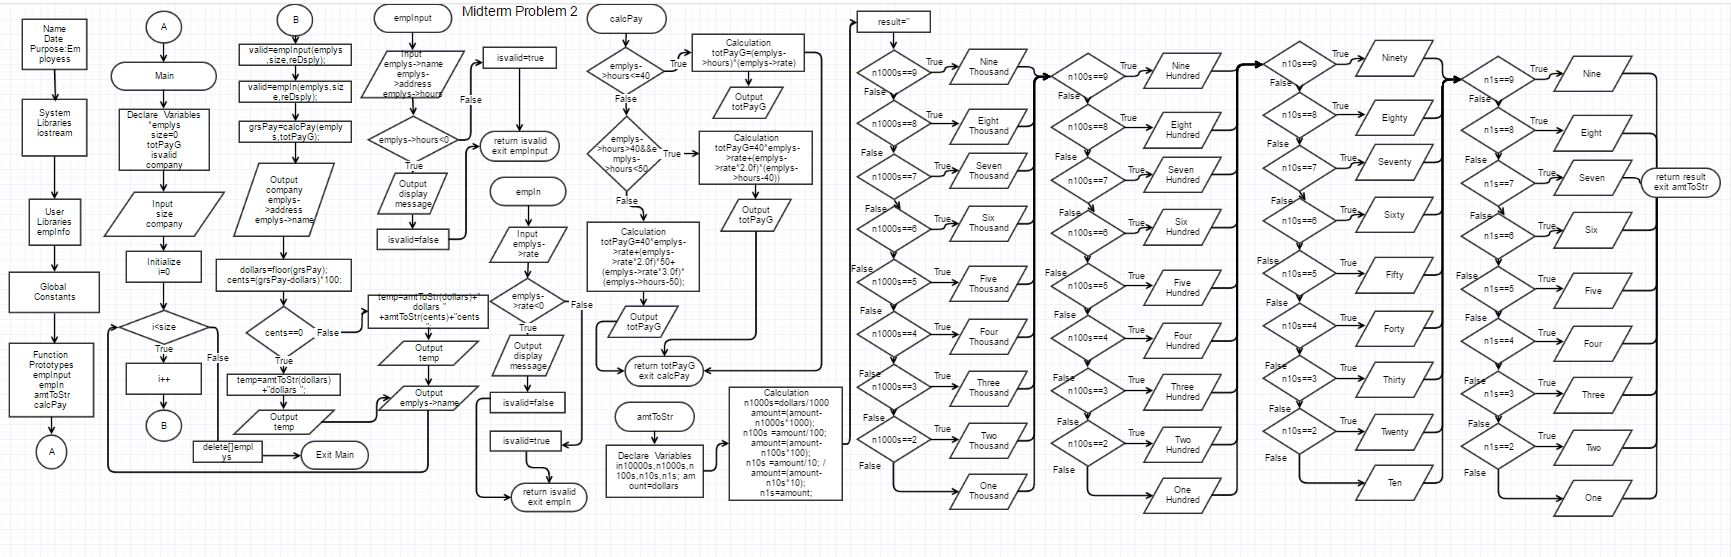 Midterm Problem 2
Name
Date
Purpose:Em
ployess
System
Libraries
iostream
User
Libraries
empInfo
Global
Constants
Function
Prototypes
empInput
empIn
amtToStr
calcPay
A
A
Main
Declare Variables
*emplys
size=0
totPayG
isvalid
company
Input
size
company
Initialize
i=0
i<size
True
False
i++
B
delete[]empl
ys
Exit Main
B
valid=empInput(emplys
,size,reDsply);
valid=empIn(emplys,siz
e,reDsply);
grsPay=calcPay(emply
s,totPayG);
Output
company
emplys-
>address
emplys->name
dollars=floor(grsPay);
cents=(grsPay-dollars)*100;
cents==0
False
True
temp=amtToStr(dollars)
+"dollars ";
Output
temp
temp=amtToStr(dollars)+"
dollars "
+amtToStr(cents)+"cents
";
Output
temp
Output
emplys->name
empInput
Input
emplys->name
emplys-
>address
emplys->hours
emplys->hours<0
False
True
Output
display
message
isvalid=false
isvalid=true
return isvalid
exit empInput
empIn
Input
emplys-
>rate
emplys-
>rate<0
False
True
Output
display
message
isvalid=false
isvalid=true
return isvalid
exit empIn
calcPay
emplys-
>hours<=40
True
False
Calculation
totPayG=(emplys-
>hours)*(emplys->rate)
Output
totPayG
emplys-
>hours>40&&e
mplys-
>hours<50
True
False
Calculation
totPayG=40*emplys-
>rate+(emplys-
>rate*2.0f)*(emplys-
>hours-40))
Output
totPayG
Calculation
totPayG=40*emplys-
>rate+(emplys-
>rate*2.0f)*50+
(emplys->rate*3.0f)*
(emplys->hours-50);
Output
totPayG
return totPayG
exit calcPay
amtToStr
Declare Variables
in10000s,n1000s,n
100s,n10s,n1s; am
ount=dollars
Calculation
n1000s=dollars/1000
amount=(amount-
n1000s*1000);
n100s =amount/100;
amount=(amount-
n100s*100);
n10s =amount/10; /
amount=(amount-
n10s*10);
n1s=amount;
result=''
n1000s==9
True
False
Nine
Thousand
n1000s==8
True
False
Eight
Thousand
n1000s==7
True
False
Seven
Thousand
n1000s==6
True
False
Six
Thousand
n1000s==5
True
False
Five
Thousand
n1000s==4
True
False
Four
Thousand
n1000s==3
True
False
Three
Thousand
n1000s==2
True
False
Two
Thousand
One
Thousand
n100s==9
True
False
Nine
Hundred
n100s==8
True
False
Eight
Hundred
n100s==7
True
False
Seven
Hundred
n100s==6
True
False
Six
Hundred
n100s==5
True
False
Five
Hundred
n100s==4
True
False
Four
Hundred
n100s==3
True
False
Three
Hundred
n100s==2
True
False
Two
Hundred
One
Hundred
n10s==9
True
False
Ninety
n10s==8
True
False
Eighty
n10s==7
True
False
Seventy
n10s==6
True
False
Sixty
n10s==5
True
False
Fifty
n10s==4
True
False
Forty
n10s==3
True
False
Thirty
n10s==2
True
False
Twenty
Ten
n1s==9
True
False
Nine
n1s==8
True
False
Eight
n1s==7
True
False
Seven
n1s==6
True
False
Six
n1s==5
True
False
Five
n1s==4
True
False
Four
n1s==3
True
False
Three
n1s==2
True
False
Two
One
return result
exit amtToStr